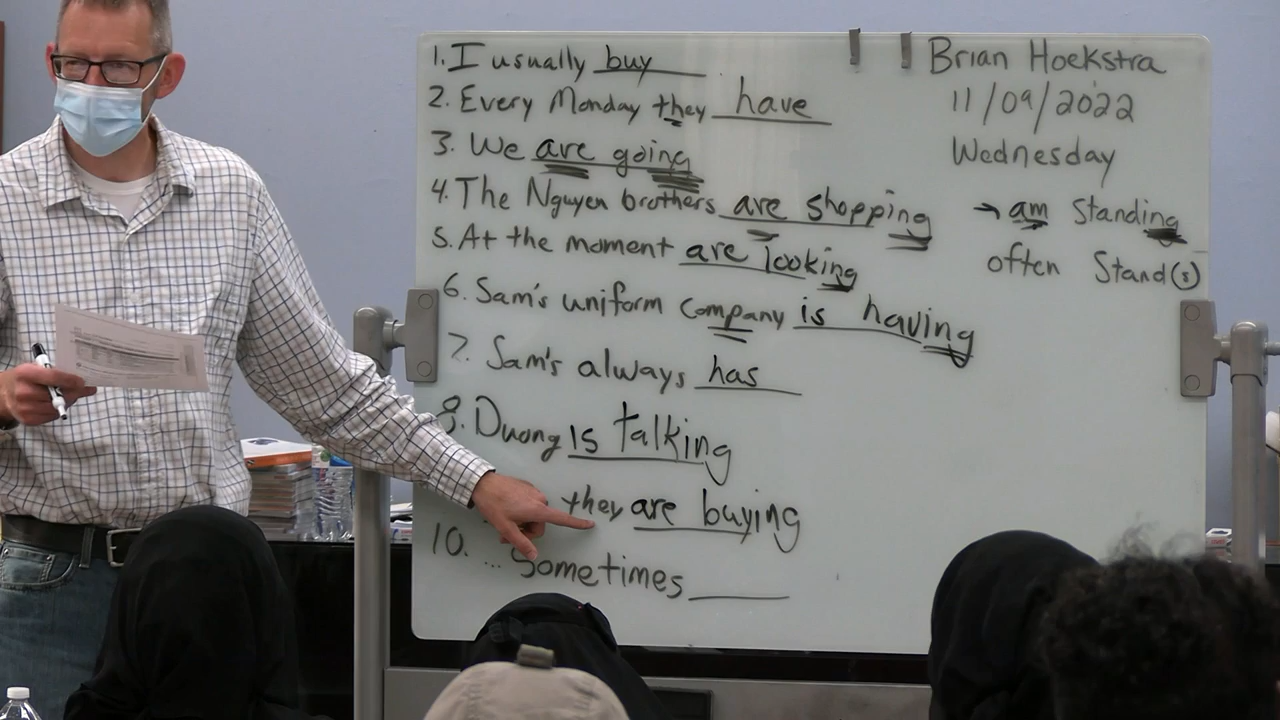 1. I usually buy
2. Every Monday they have
3. We are going
4. The Nguyen brothers are shopping
5. At the moment are looking
6. Sam's uniform company is having
7. Sam's always has
8. Duong is talking
they are buying
10. ... Sometimes
Brian Hoekstra
11/09/2022
Wednesday
→ am Standing
often Stand(s)